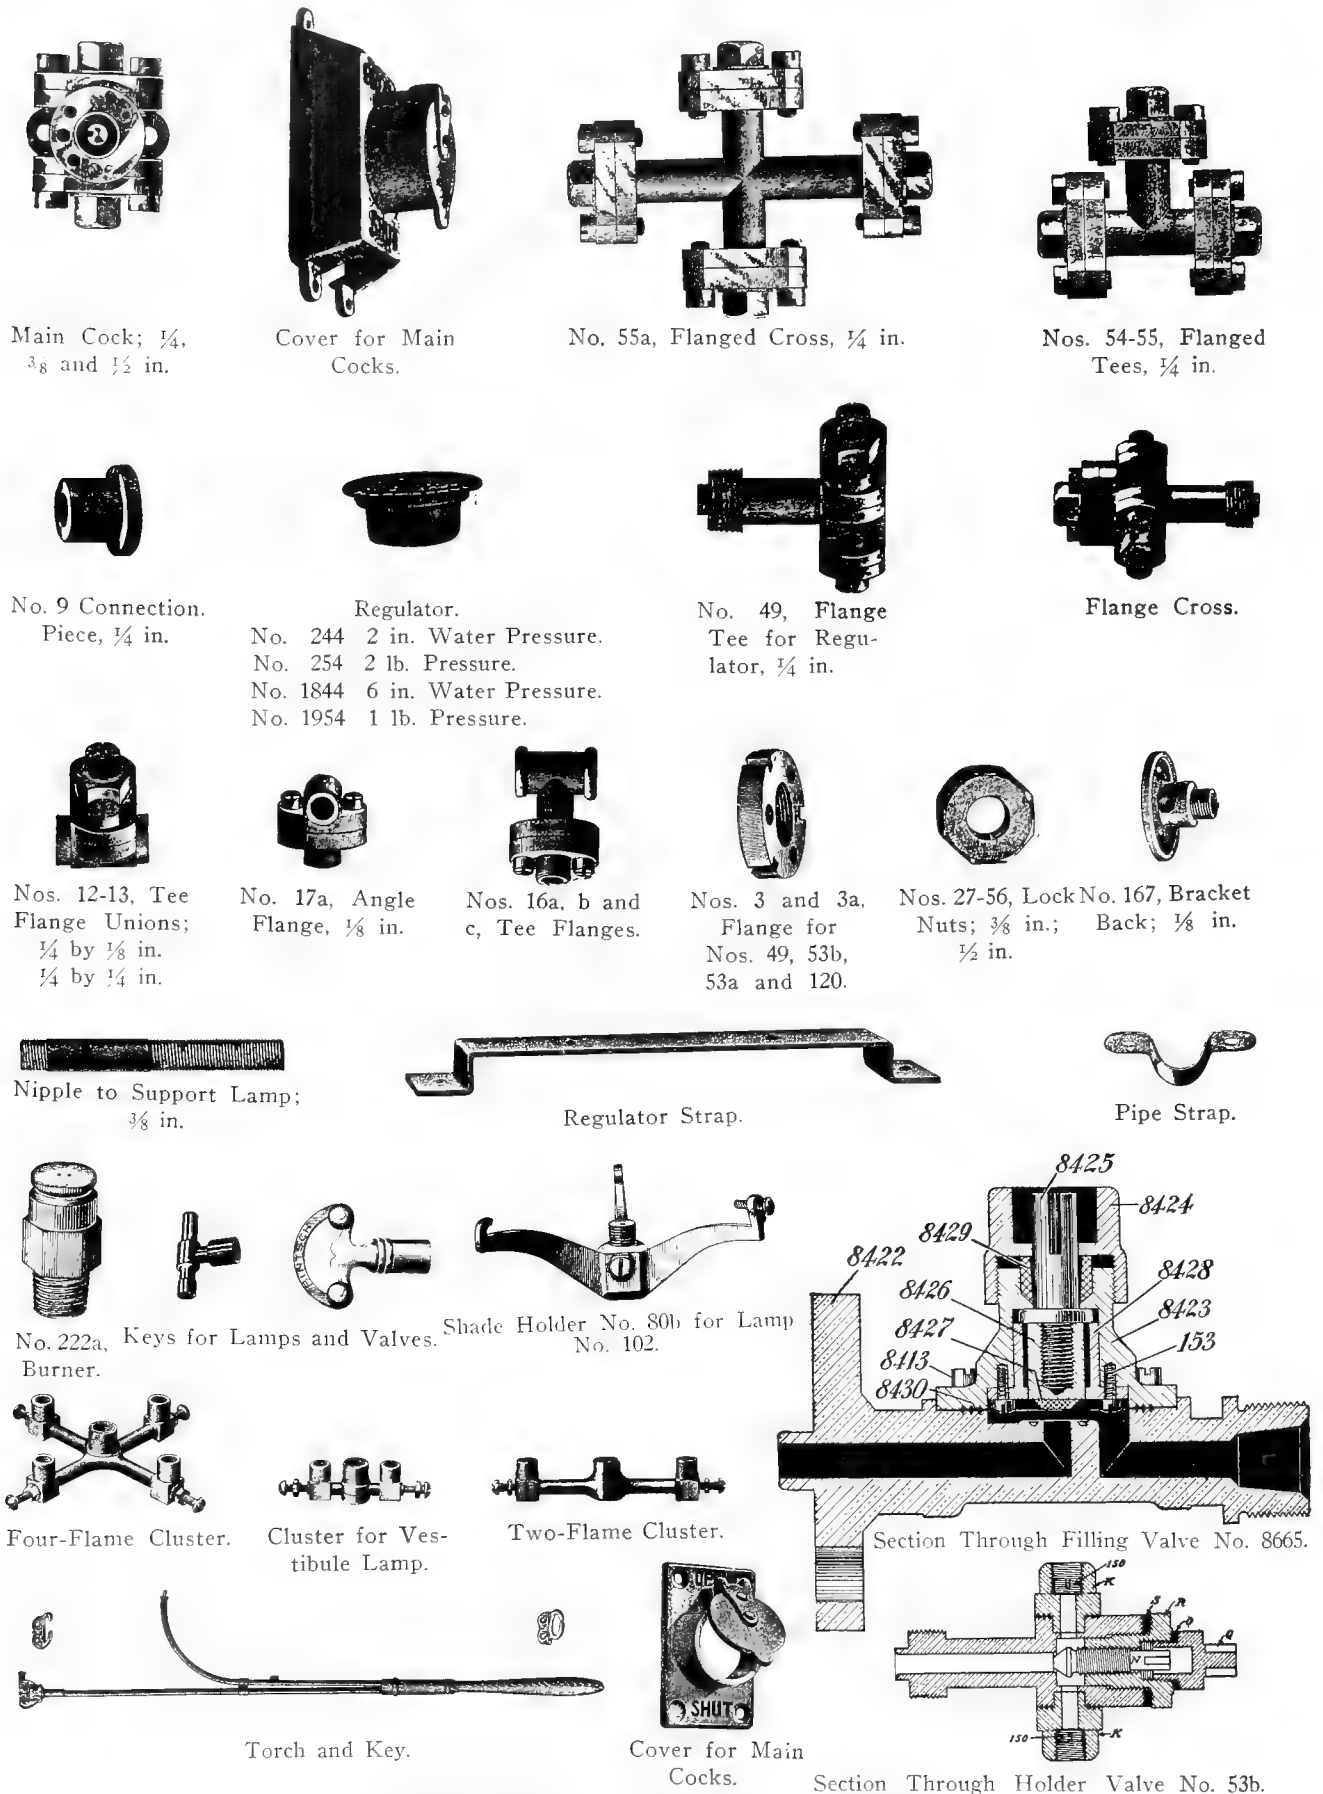 Main Cock; 1/4,
3/8 and 1/2 in.
Cover for Main
Cocks.
No. 55a, Flanged Cross, 1/4 in.
Nos. 54-55, Flanged
Tees, 1/4 in.
No. 9 Connection.
Piece, 1/4 in.
Regulator.
No. 244 2 in. Water Pressure.
No. 254 2 lb. Pressure.
No. 1844 6 in. Water Pressure.
No. 1954 1 lb. Pressure.
No. 49, Flange
Tee for Regu-
lator, 1/4 in.
Flange Cross.
Nos. 12-13, Tee
Flange Unions;
1/4 by 1/8 in.
1/4 by 1/4 in.
No. 17a, Angle
Flange, 1/8 in.
Nos. 16a, b and
c, Tee Flanges.
Nos. 3 and 3a,
Flange for
Nos. 49, 53b,
53a and 120.
Nos. 27-56, Lock
Nuts; 3/8 in.;
1/2 in.
No. 167, Bracket
Back; 1/8 in.
Nipple to Support Lamp;
3/8 in.
Regulator Strap.
Pipe Strap.
No. 222a,
Burner.
Keys for Lamps and Valves.
Shade Holder No. 80b for Lamp
No. 102.
8425
8424
8429
8422
8428
8426
8423
8427
153
8413
8430
Section Through Filling Valve No. 8665.
Four-Flame Cluster.
Cluster for Ves-
tibule Lamp.
Two-Flame Cluster.
Torch and Key.
SHUT
Cover for Main
Cocks.
150
K
S
R
P
Q
N
150
K
Section Through Holder Valve No. 53b.